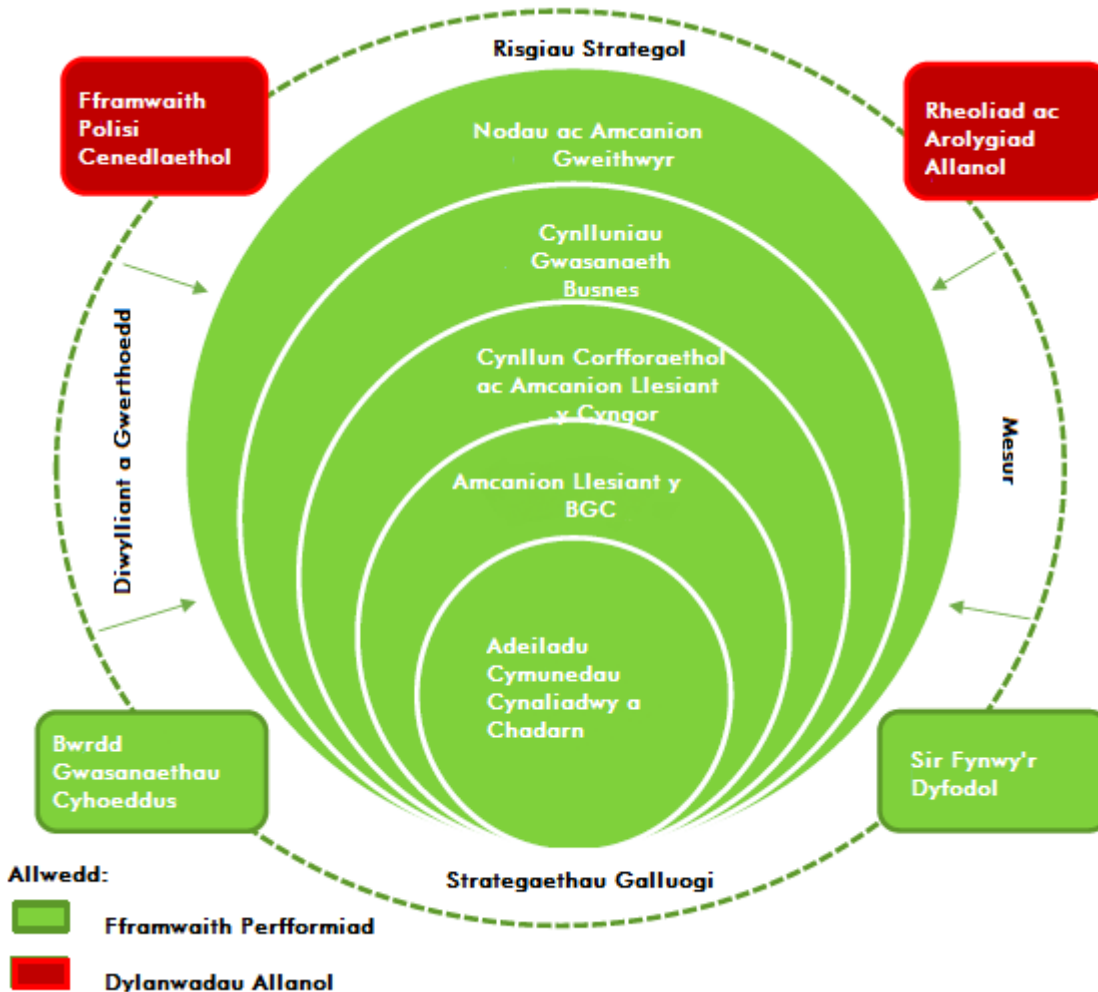 Risgiau Strategol
Fframwaith
Polisi
Cenedlaethol
Rheoliad ac
Arolygiad
Allanol
Nodau ac Amcanion
Gweithwyr
Cynlluniau
Gwasanaeth
Busnes
Cynllun Corfforaethol
ac Amcanion Llesiant
y Cyngor
Amcanion Llesiant y
BGC
Adeiladu
Cymunedau
Cynaliadwy a
Chadarn
Diwylliant a Gwerthoedd
Mesur
Bwrdd
Gwasanaethau
Cyhoeddus
Sir Fynwy'r
Dyfodol
Strategaethau Galluogi
Allwedd:
Fframwaith Perfformiad
Dylanwadau Allanol